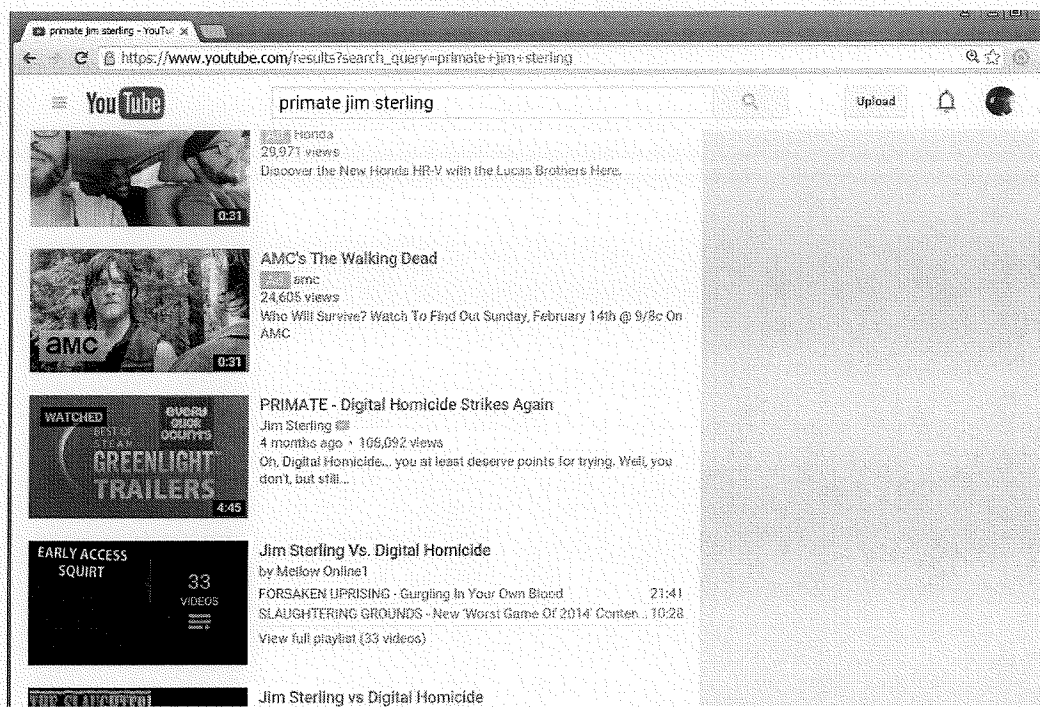 primate jim sterling - YouTu
https://www.youtube.com/results?search_query=primate+jim+sterling
YouTube
primate jim sterling
Upload
Honda
29,971 views
Discover the New Honda HR-V with the Lucas Brothers Here.
0:31
AMC's The Walking Dead
amc
24,605 views
Who Will Survive? Watch To Find Out Sunday, February 14th @ 9/8c On
AMC
aMC
0:31
WATCHED
BEST OF
STEAM
GREENLIGHT
TRAILERS
4:45
PRIMATE - Digital Homicide Strikes Again
Jim Sterling
4 months ago • 108,092 views
Oh, Digital Homicide... you at least deserve points for trying. Well, you
don't, but still...
EARLY ACCESS
SQUIRT
33
VIDEOS
Jim Sterling Vs. Digital Homicide
by Mellow Online1
FORSAKEN UPRISING - Gurgling In Your Own Blood 21:41
SLAUGHTERING GROUNDS - New 'Worst Game Of 2014' Conten... 10:28
View full playlist (33 videos)
Jim Sterling vs Digital Homicide